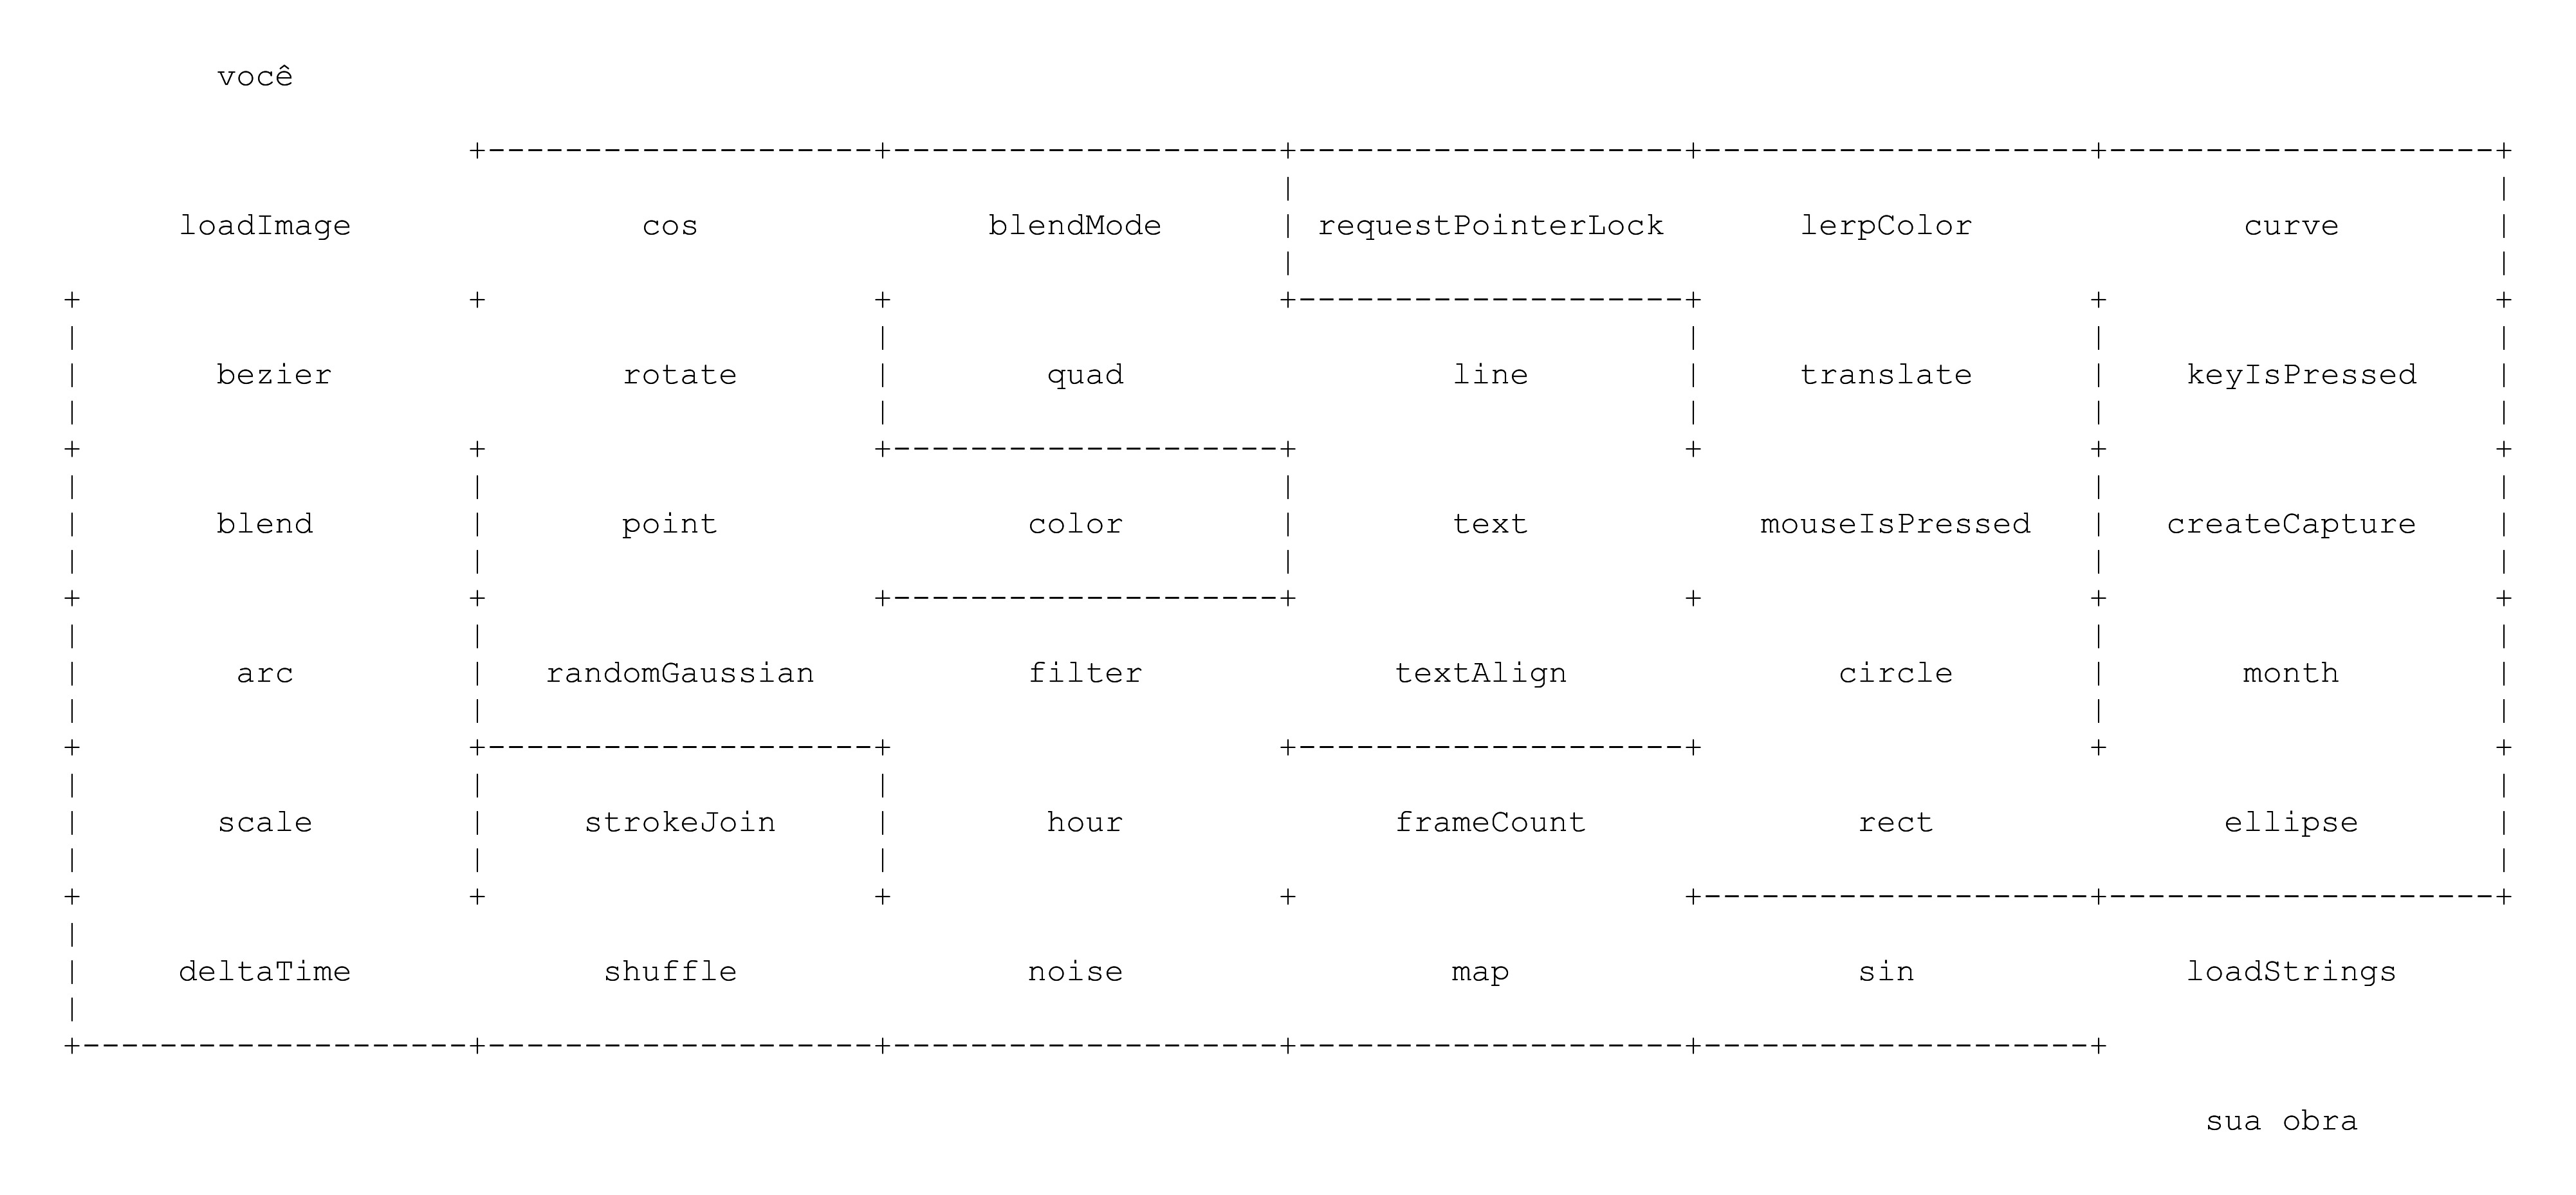 você
loadImage cos blendMode requestPointerLock lerpColor curve
bezier rotate quad line translate keyIsPressed
blend point color text mouseIsPressed createCapture
arc randomGaussian filter textAlign circle month
scale strokeJoin hour frameCount rect ellipse
deltaTime shuffle noise map sin loadStrings
sua obra